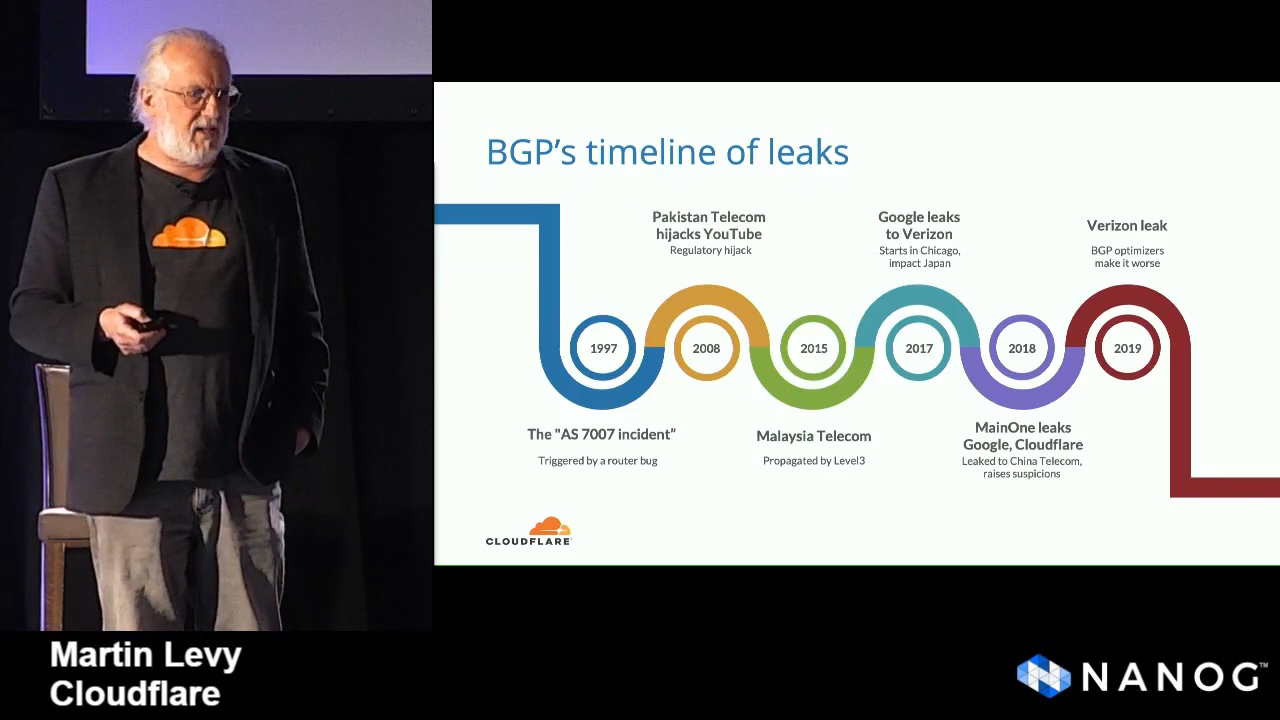 BGP's timeline of leaks
Pakistan Telecom
hijacks YouTube
Regulatory hijack
Google leaks
to Verizon
Starts in Chicago,
impact Japan
Verizon leak
BGP optimizers
make it worse
1997
2008
2015
2017
2018
2019
The "AS 7007 incident"
Triggered by a router bug
Malaysia Telecom
Propagated by Level3
MainOne leaks
Google, Cloudflare
Leaked to China Telecom,
raises suspicions
CLOUDFLARE
Martin Levy
Cloudflare
NANOG™